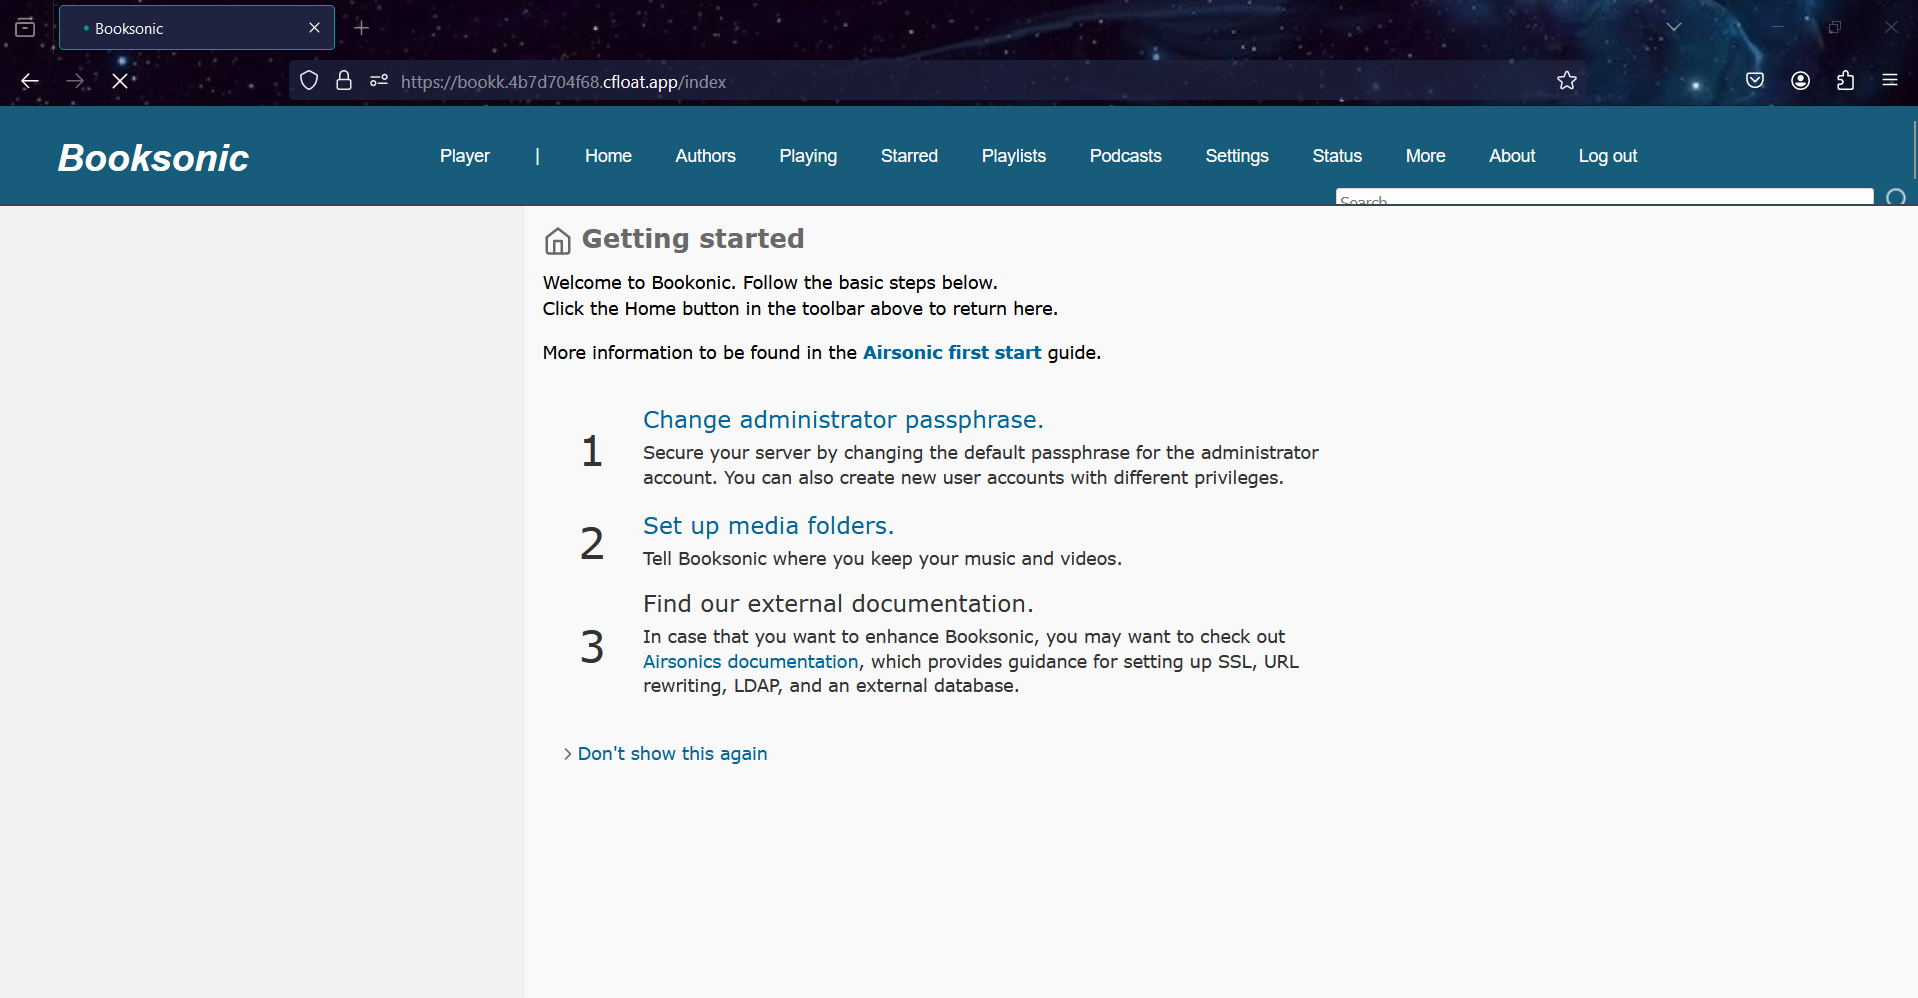 Booksonic
https://bookk.4b7d704f68.cfloat.app/index
Booksonic
Player | Home Authors Playing Starred Playlists Podcasts Settings Status More About Log out
Search
Getting started
Welcome to Bookonic. Follow the basic steps below.
Click the Home button in the toolbar above to return here.
More information to be found in the Airsonic first start guide.
1
Change administrator passphrase.
Secure your server by changing the default passphrase for the administrator
account. You can also create new user accounts with different privileges.
2
Set up media folders.
Tell Booksonic where you keep your music and videos.
3
Find our external documentation.
In case that you want to enhance Booksonic, you may want to check out
Airsonics documentation, which provides guidance for setting up SSL, URL
rewriting, LDAP, and an external database.
Don't show this again